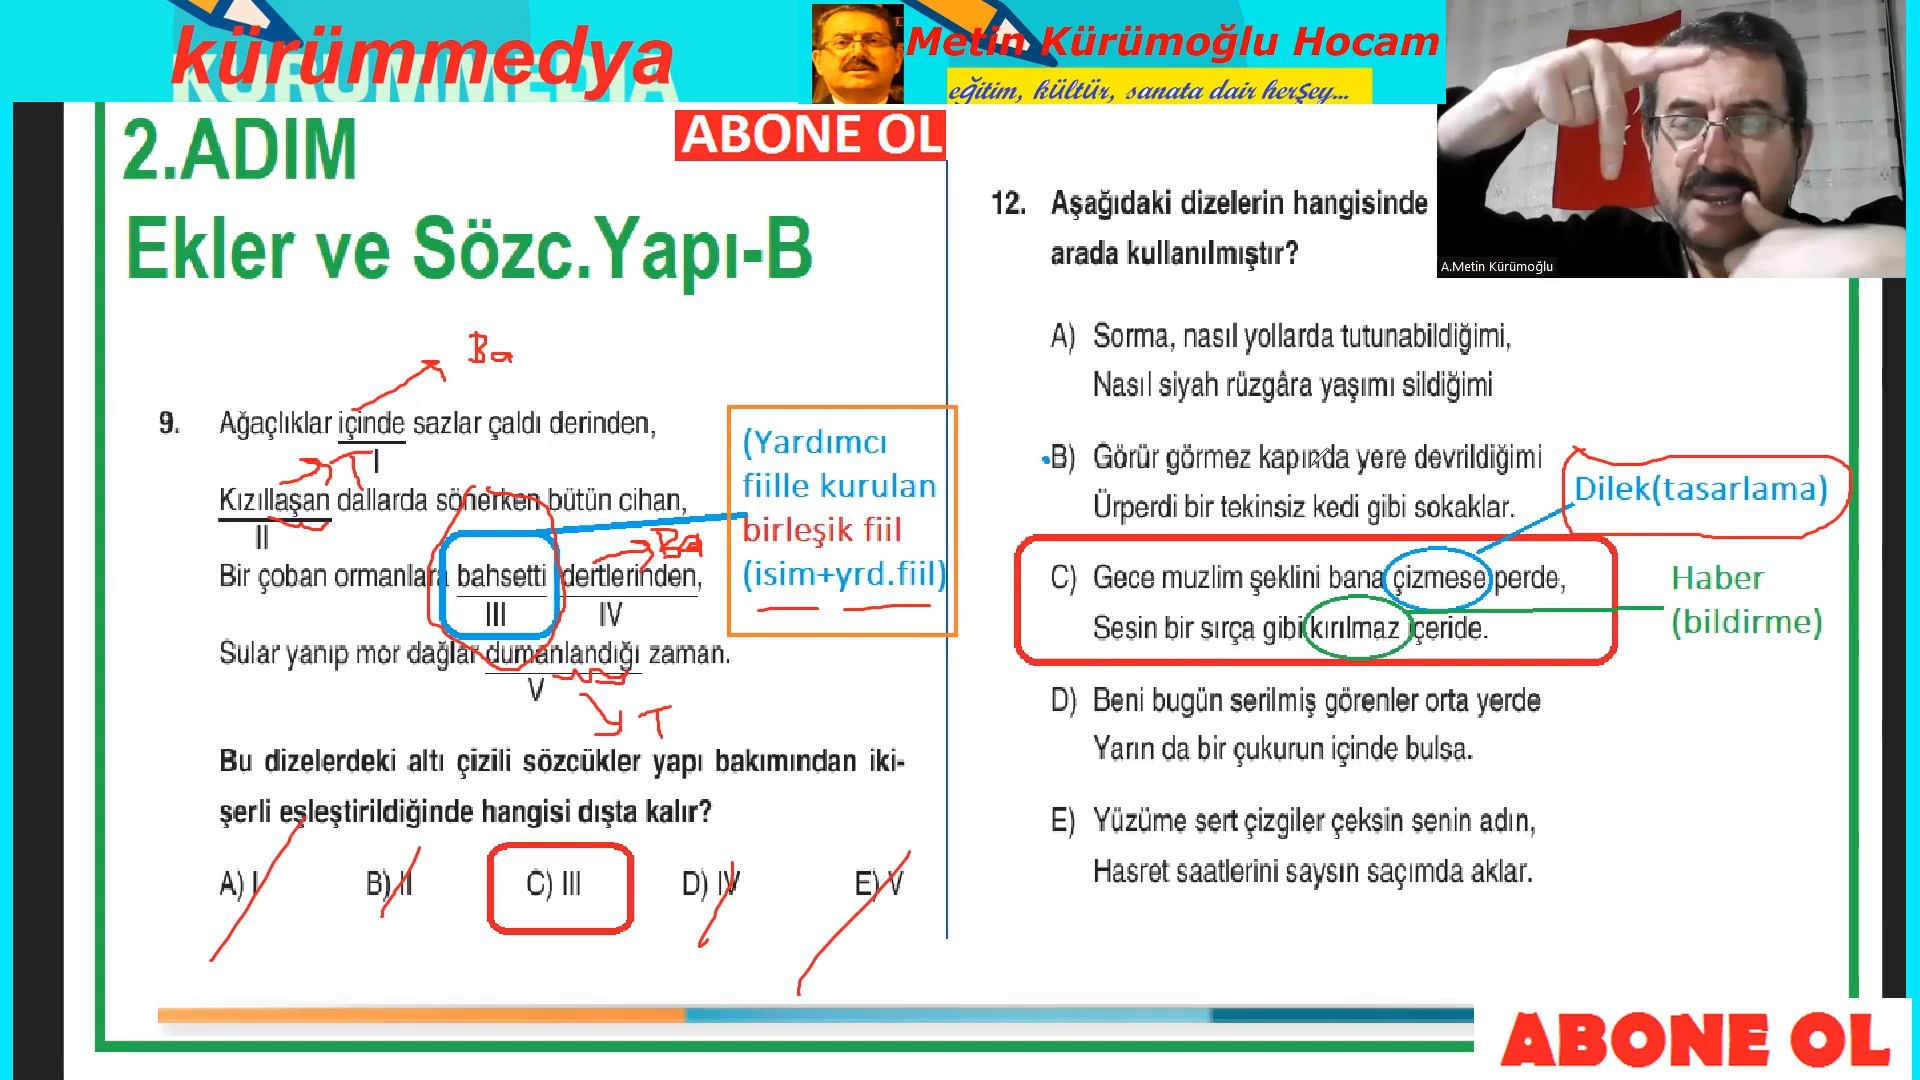 kürümmedya
KURUMMEDIA
Metin Kürümoğlu Hocam
eğitim, kültür, sanata dair herşey...
A.Metin Kürümoğlu
2.ADIM
ABONE OL
Ekler ve Sözc.Yapı-B
Ba
9. Ağaçlıklar içinde sazlar çaldı derinden,
I
T
Kızıllaşan dallarda sönerken bütün cihan,
II
Ba
Bir çoban ormanlara bahsetti dertlerinden,
III IV
Sular yanıp mor dağlar dumanlandığı zaman.
V
T
(Yardımcı
fiille kurulan
birleşik fiil
(isim+yrd.fiil)
Bu dizelerdeki altı çizili sözcükler yapı bakımından iki-
şerli eşleştirildiğinde hangisi dışta kalır?
A) I B) II C) III D) IV E) V
12. Aşağıdaki dizelerin hangisinde
arada kullanılmıştır?
A) Sorma, nasıl yollarda tutunabildiğimi,
Nasıl siyah rüzgâra yaşımı sildiğimi
B) Görür görmez kapında yere devrildiğimi
Ürperdi bir tekinsiz kedi gibi sokaklar.
Dilek(tasarlama)
C) Gece muzlim şeklini bana çizmese perde,
Sesin bir sırça gibi kırılmaz içeride.
Haber
(bildirme)
D) Beni bugün serilmiş görenler orta yerde
Yarın da bir çukurun içinde bulsa.
E) Yüzüme sert çizgiler çeksin senin adın,
Hasret saatlerini saysın saçımda aklar.
ABONE OL